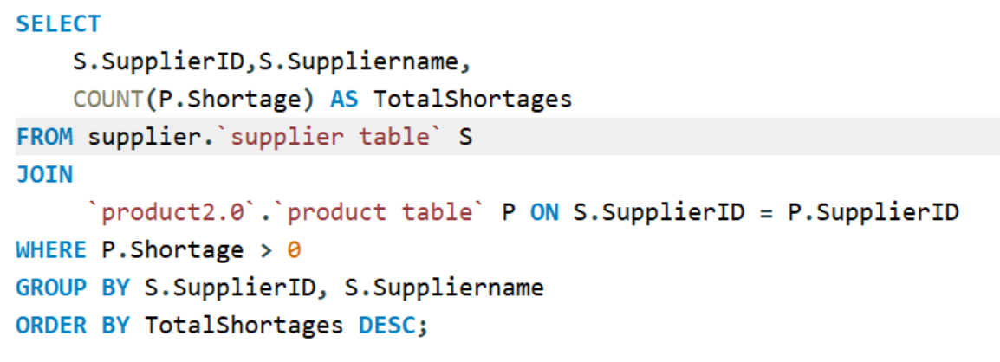 SELECT
S.SupplierID,S.Suppliername,
COUNT(P.Shortage) AS TotalShortages
FROM supplier.`supplier table` S
JOIN
`product2.0`.`product table` P ON S.SupplierID = P.SupplierID
WHERE P.Shortage > 0
GROUP BY S.SupplierID, S.Suppliername
ORDER BY TotalShortages DESC;